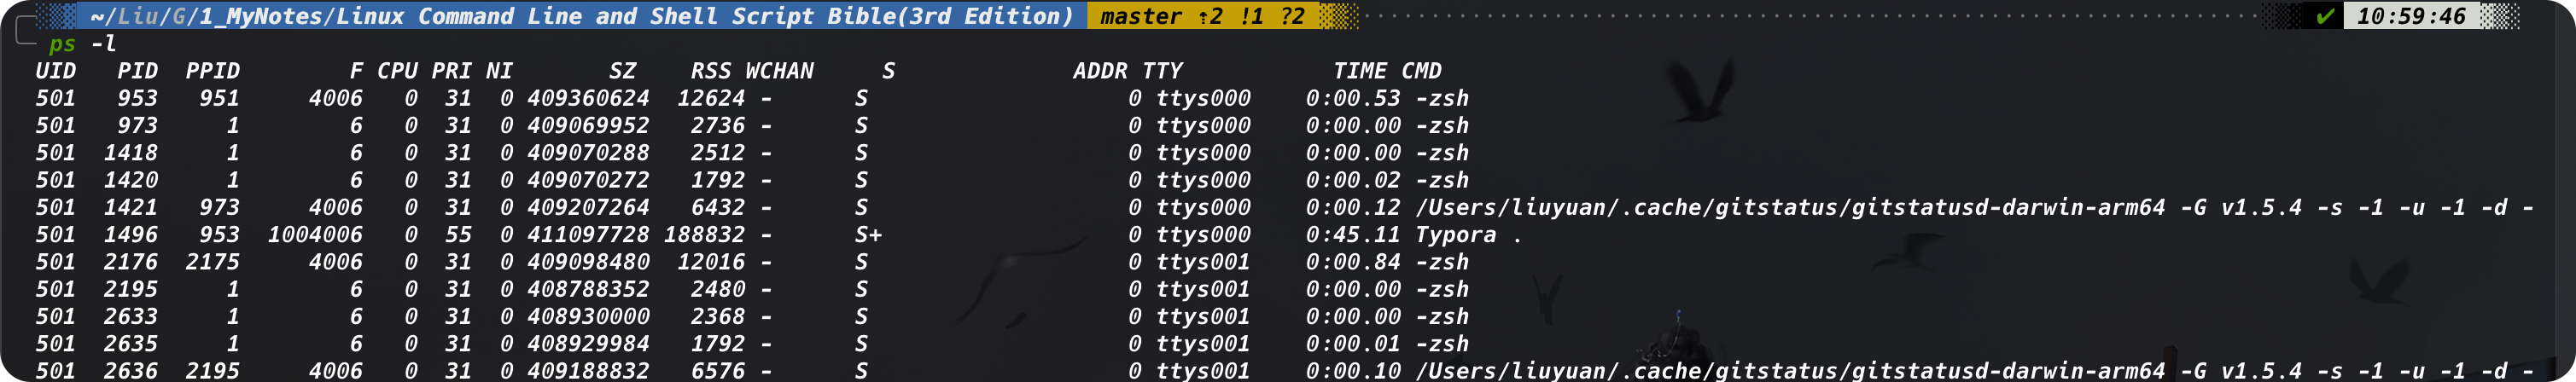 ~/Liu/G/1_MyNotes/Linux Command Line and Shell Script Bible(3rd Edition) master ⇡2 !1 ?2 ✔ 10:59:46
ps -l
UID PID PPID F CPU PRI NI SZ RSS WCHAN S ADDR TTY TIME CMD
501 953 951 4006 0 31 0 409360624 12624 - S 0 ttys000 0:00.53 -zsh
501 973 1 6 0 31 0 409069952 2736 - S 0 ttys000 0:00.00 -zsh
501 1418 1 6 0 31 0 409070288 2512 - S 0 ttys000 0:00.00 -zsh
501 1420 1 6 0 31 0 409070272 1792 - S 0 ttys000 0:00.02 -zsh
501 1421 973 4006 0 31 0 409207264 6432 - S 0 ttys000 0:00.12 /Users/liuyuan/.cache/gitstatus/gitstatusd-darwin-arm64 -G v1.5.4 -s -1 -u -1 -d -
501 1496 953 1004006 0 55 0 411097728 188832 - S+ 0 ttys000 0:45.11 Typora .
501 2176 2175 4006 0 31 0 409098480 12016 - S 0 ttys001 0:00.84 -zsh
501 2195 1 6 0 31 0 408788352 2480 - S 0 ttys001 0:00.00 -zsh
501 2633 1 6 0 31 0 408930000 2368 - S 0 ttys001 0:00.00 -zsh
501 2635 1 6 0 31 0 408929984 1792 - S 0 ttys001 0:00.01 -zsh
501 2636 2195 4006 0 31 0 409188832 6576 - S 0 ttys001 0:00.10 /Users/liuyuan/.cache/gitstatus/gitstatusd-darwin-arm64 -G v1.5.4 -s -1 -u -1 -d -